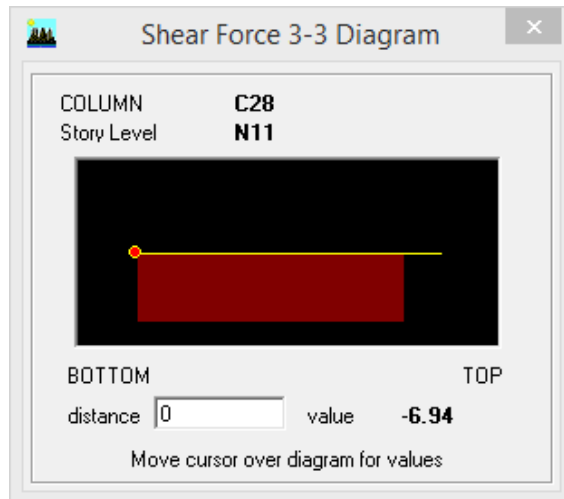 Shear Force 3-3 Diagram
COLUMN C28
Story Level N11
BOTTOM TOP
distance 0 value -6.94
Move cursor over diagram for values